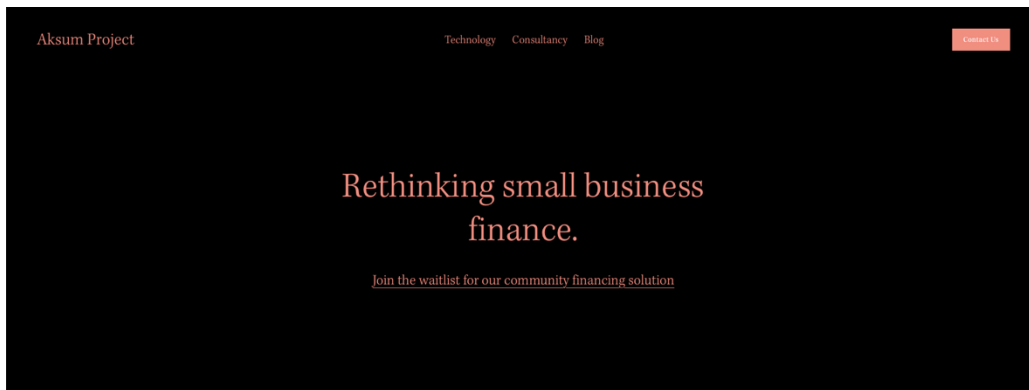 Aksum Project
Technology
Consultancy
Blog
Contact Us
Rethinking small business
finance.
Join the waitlist for our community financing solution